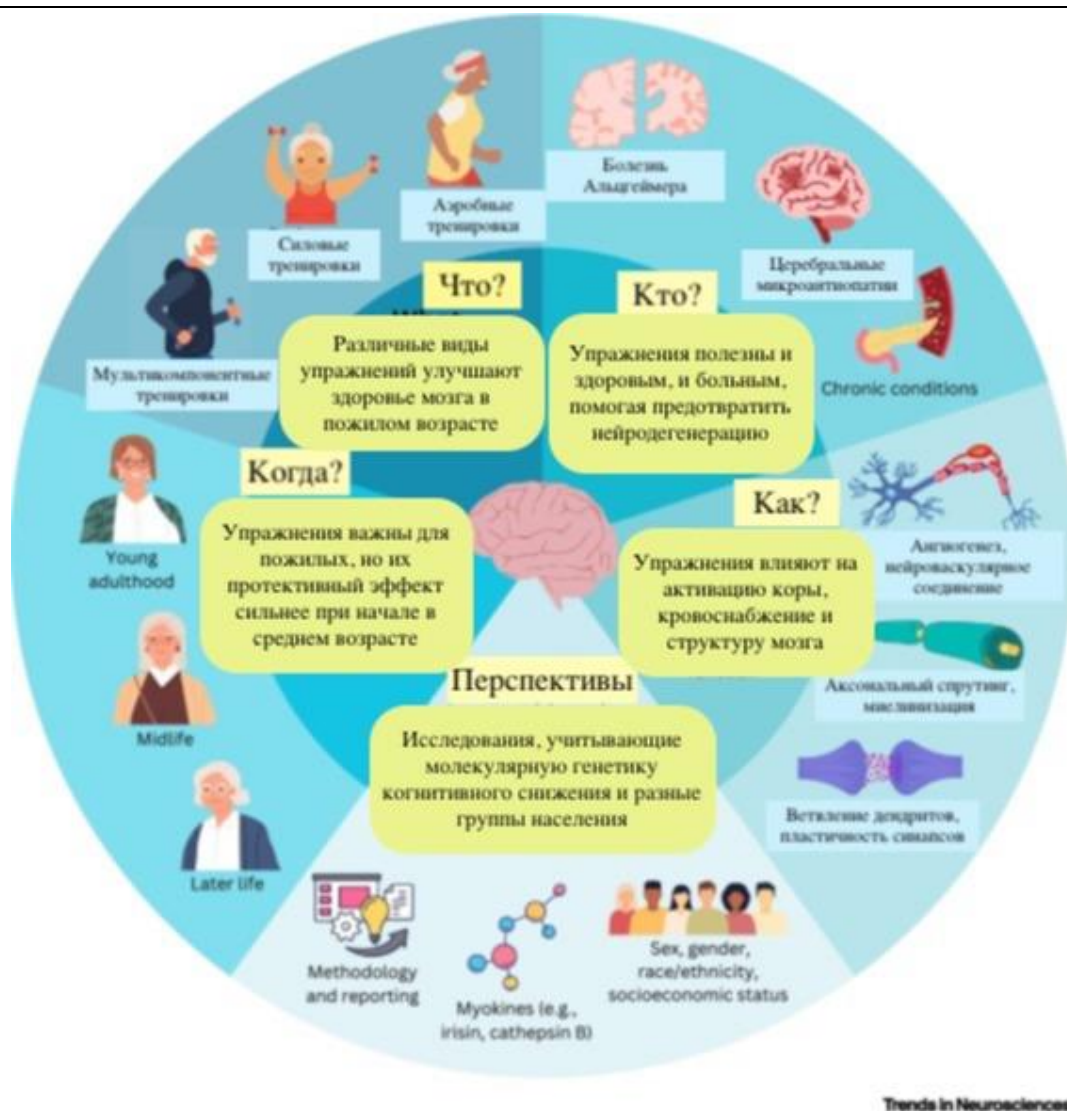 Аэробные
тренировки
Силовые
тренировки
Мультикомпонентные
тренировки
Что?
Различные виды
упражнений улучшают
здоровье мозга в
пожилом возрасте
Болезнь
Альцгеймера
Церебральные
микроангиопатии
Chronic conditions
Кто?
Упражнения полезны и
здоровым, и больным,
помогая предотвратить
нейродегенерацию
Как?
Упражнения влияют на
активацию коры,
кровоснабжение и
структуру мозга
Ангиогенез,
нейроваскулярное
соединение
Аксональный спрутинг,
миелинизация
Ветвление дендритов,
пластичность синапсов
Когда?
Упражнения важны для
пожилых, но их
протективный эффект
сильнее при начале в
среднем возрасте
Young
adulthood
Midlife
Later life
Перспективы
Исследования, учитывающие
молекулярную генетику
когнитивного снижения и разные
группы населения
Methodology
and reporting
Myokines (e.g.,
irisin, cathepsin B)
Sex, gender,
race/ethnicity,
socioeconomic status
Trends in Neurosciences